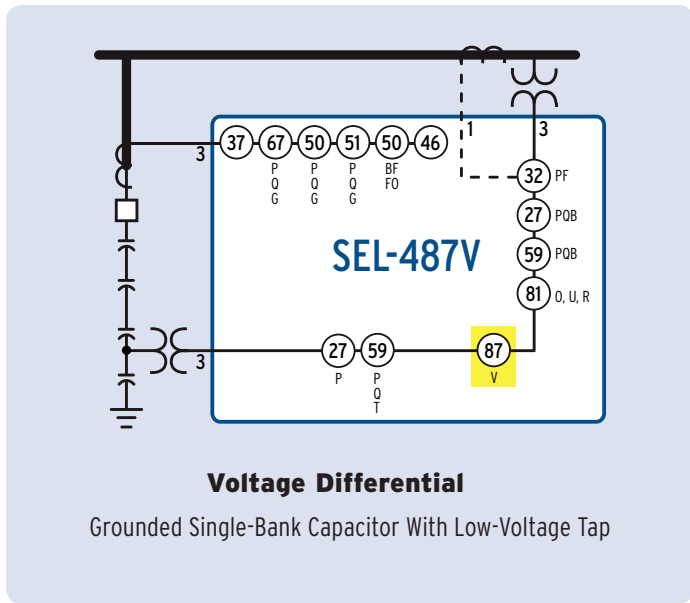 1
3
3
37 67 50 51 50 46
P Q G
P Q G
P Q G
BF FO
32 PF
27 PQB
59 PQB
81 O, U, R
SEL-487V
3
27 59 87
P
P Q T
V
Voltage Differential
Grounded Single-Bank Capacitor With Low-Voltage Tap